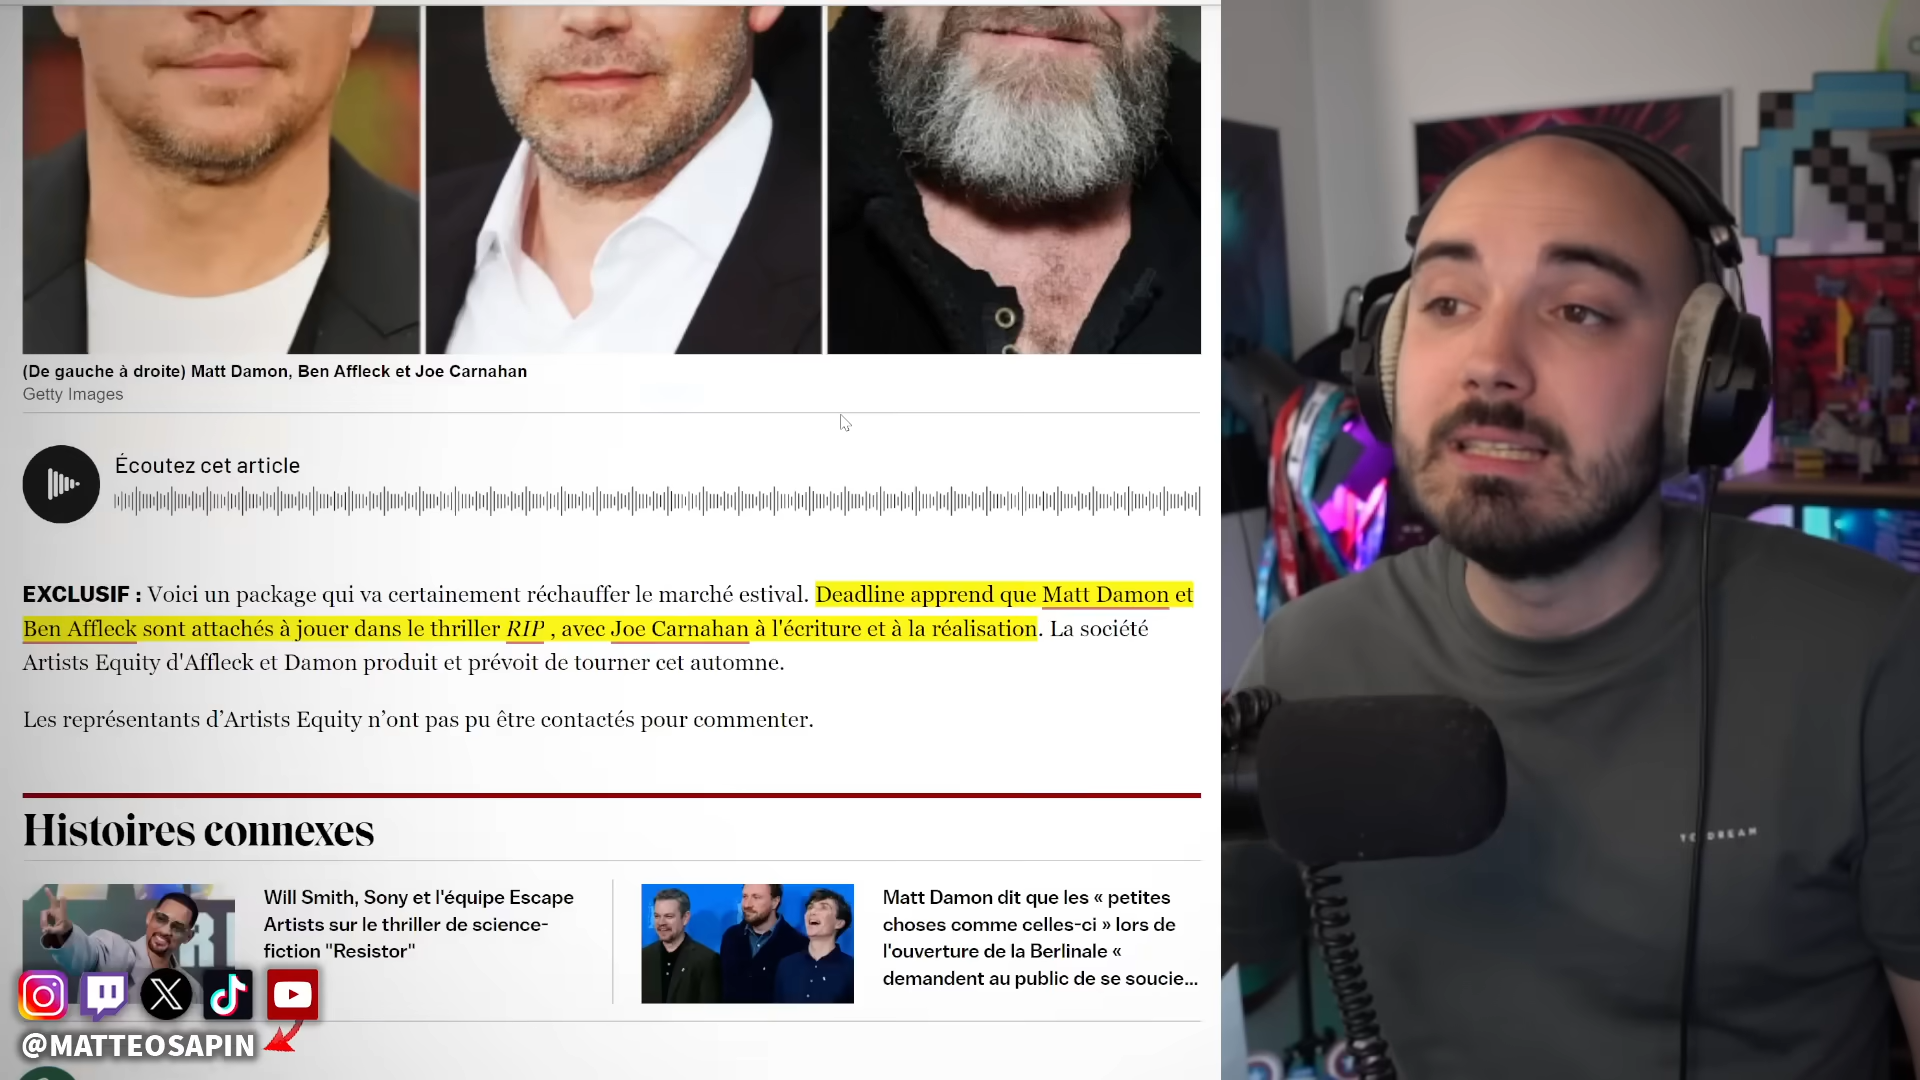 (De gauche à droite) Matt Damon, Ben Affleck et Joe Carnahan
Getty Images
Écoutez cet article
EXCLUSIF : Voici un package qui va certainement réchauffer le marché estival. Deadline apprend que Matt Damon et
Ben Affleck sont attachés à jouer dans le thriller RIP , avec Joe Carnahan à l'écriture et à la réalisation. La société
Artists Equity d'Affleck et Damon produit et prévoit de tourner cet automne.
Les représentants d’Artists Equity n’ont pas pu être contactés pour commenter.
Histoires connexes
Will Smith, Sony et l'équipe Escape
Artists sur le thriller de science-
fiction "Resistor"
Matt Damon dit que les « petites
choses comme celles-ci » lors de
l'ouverture de la Berlinale «
demandent au public de se soucie...
@MATTEOSAPIN